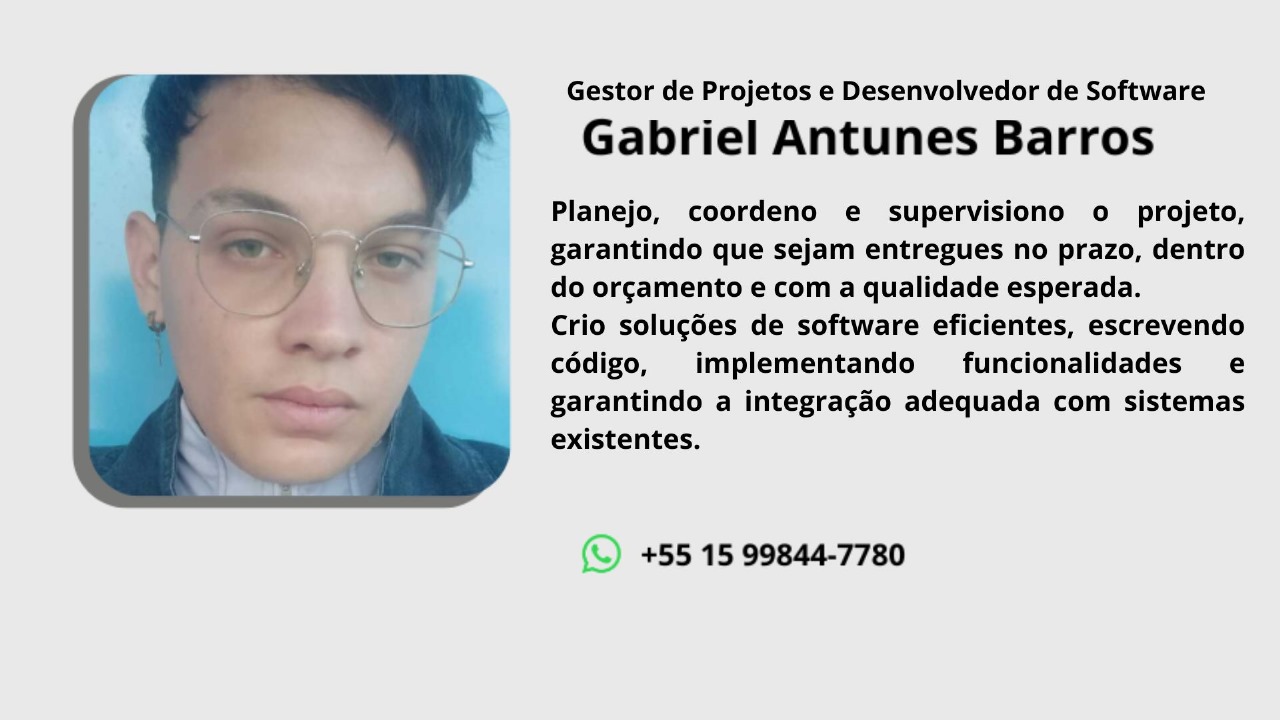 Gestor de Projetos e Desenvolvedor de Software
Gabriel Antunes Barros
Planejo, coordeno e supervisiono o projeto,
garantindo que sejam entregues no prazo, dentro
do orçamento e com a qualidade esperada.
Crio soluções de software eficientes, escrevendo
código, implementando funcionalidades e
garantindo a integração adequada com sistemas
existentes.
+55 15 99844-7780